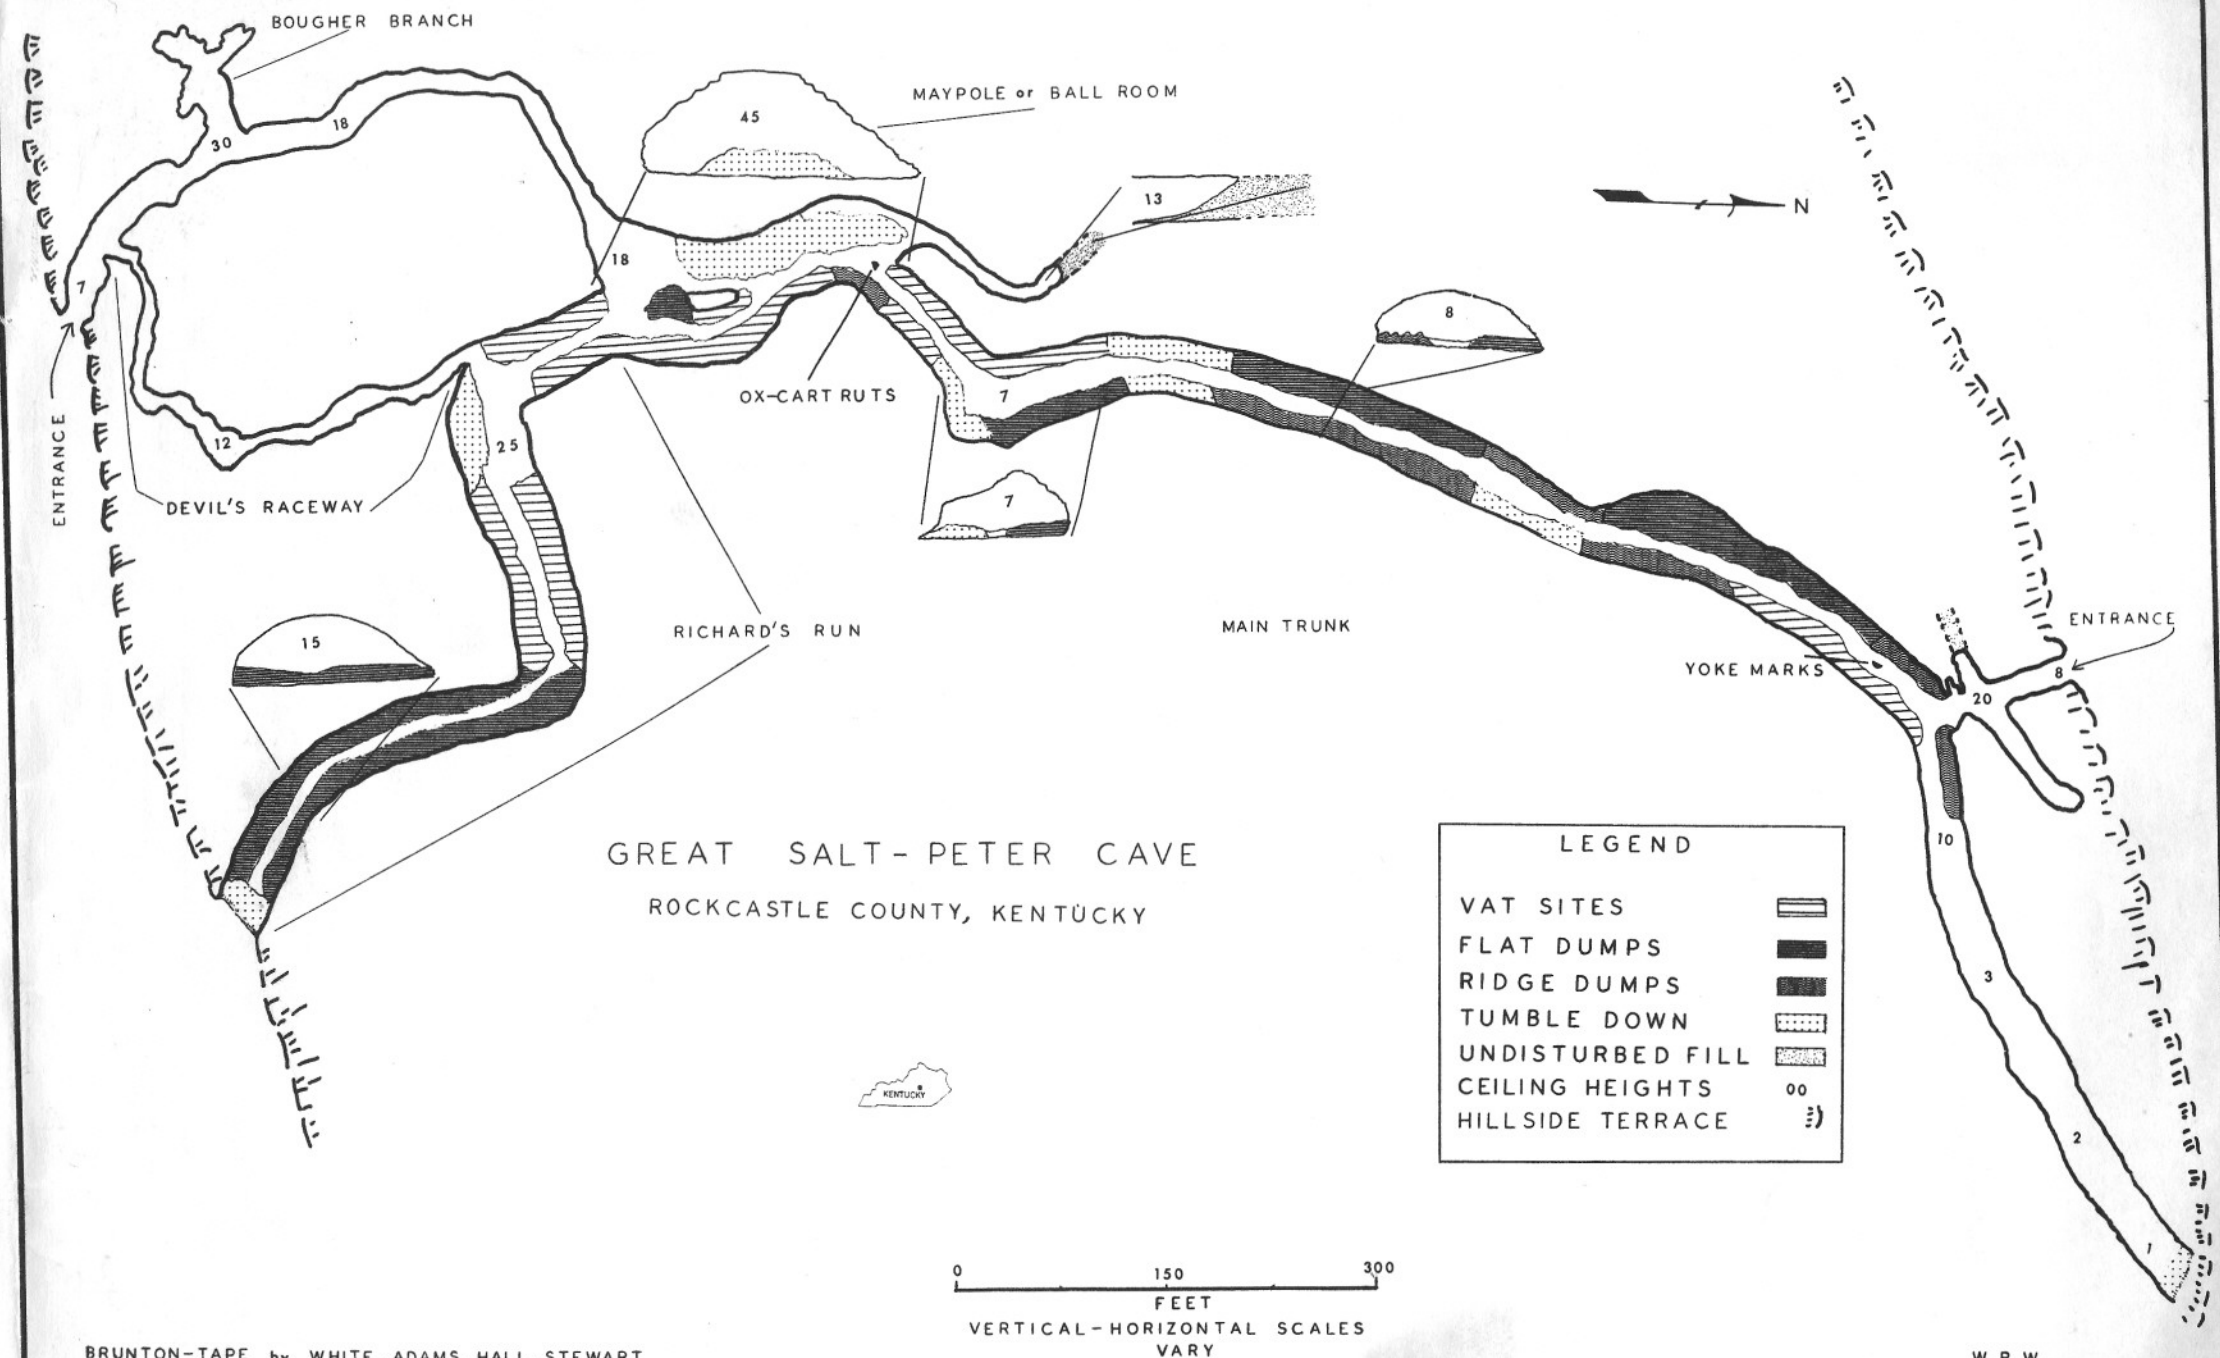 BOUGHER BRANCH
MAYPOLE or BALL ROOM
45
18
30
13
N
18
7
8
OX-CART RUTS
7
12
25
ENTRANCE
DEVIL'S RACEWAY
7
15
RICHARD'S RUN
MAIN TRUNK
ENTRANCE
YOKE MARKS
8
20
GREAT SALT-PETER CAVE
ROCKCASTLE COUNTY, KENTUCKY
10
3
2
1
LEGEND
VAT SITES
FLAT DUMPS
RIDGE DUMPS
TUMBLE DOWN
UNDISTURBED FILL
CEILING HEIGHTS 00
HILLSIDE TERRACE
KENTUCKY
0 150 300
FEET
VERTICAL-HORIZONTAL SCALES
VARY
BRUNTON-TAPE by WHITE, ADAMS, HALL, STEWART
W.R.W.